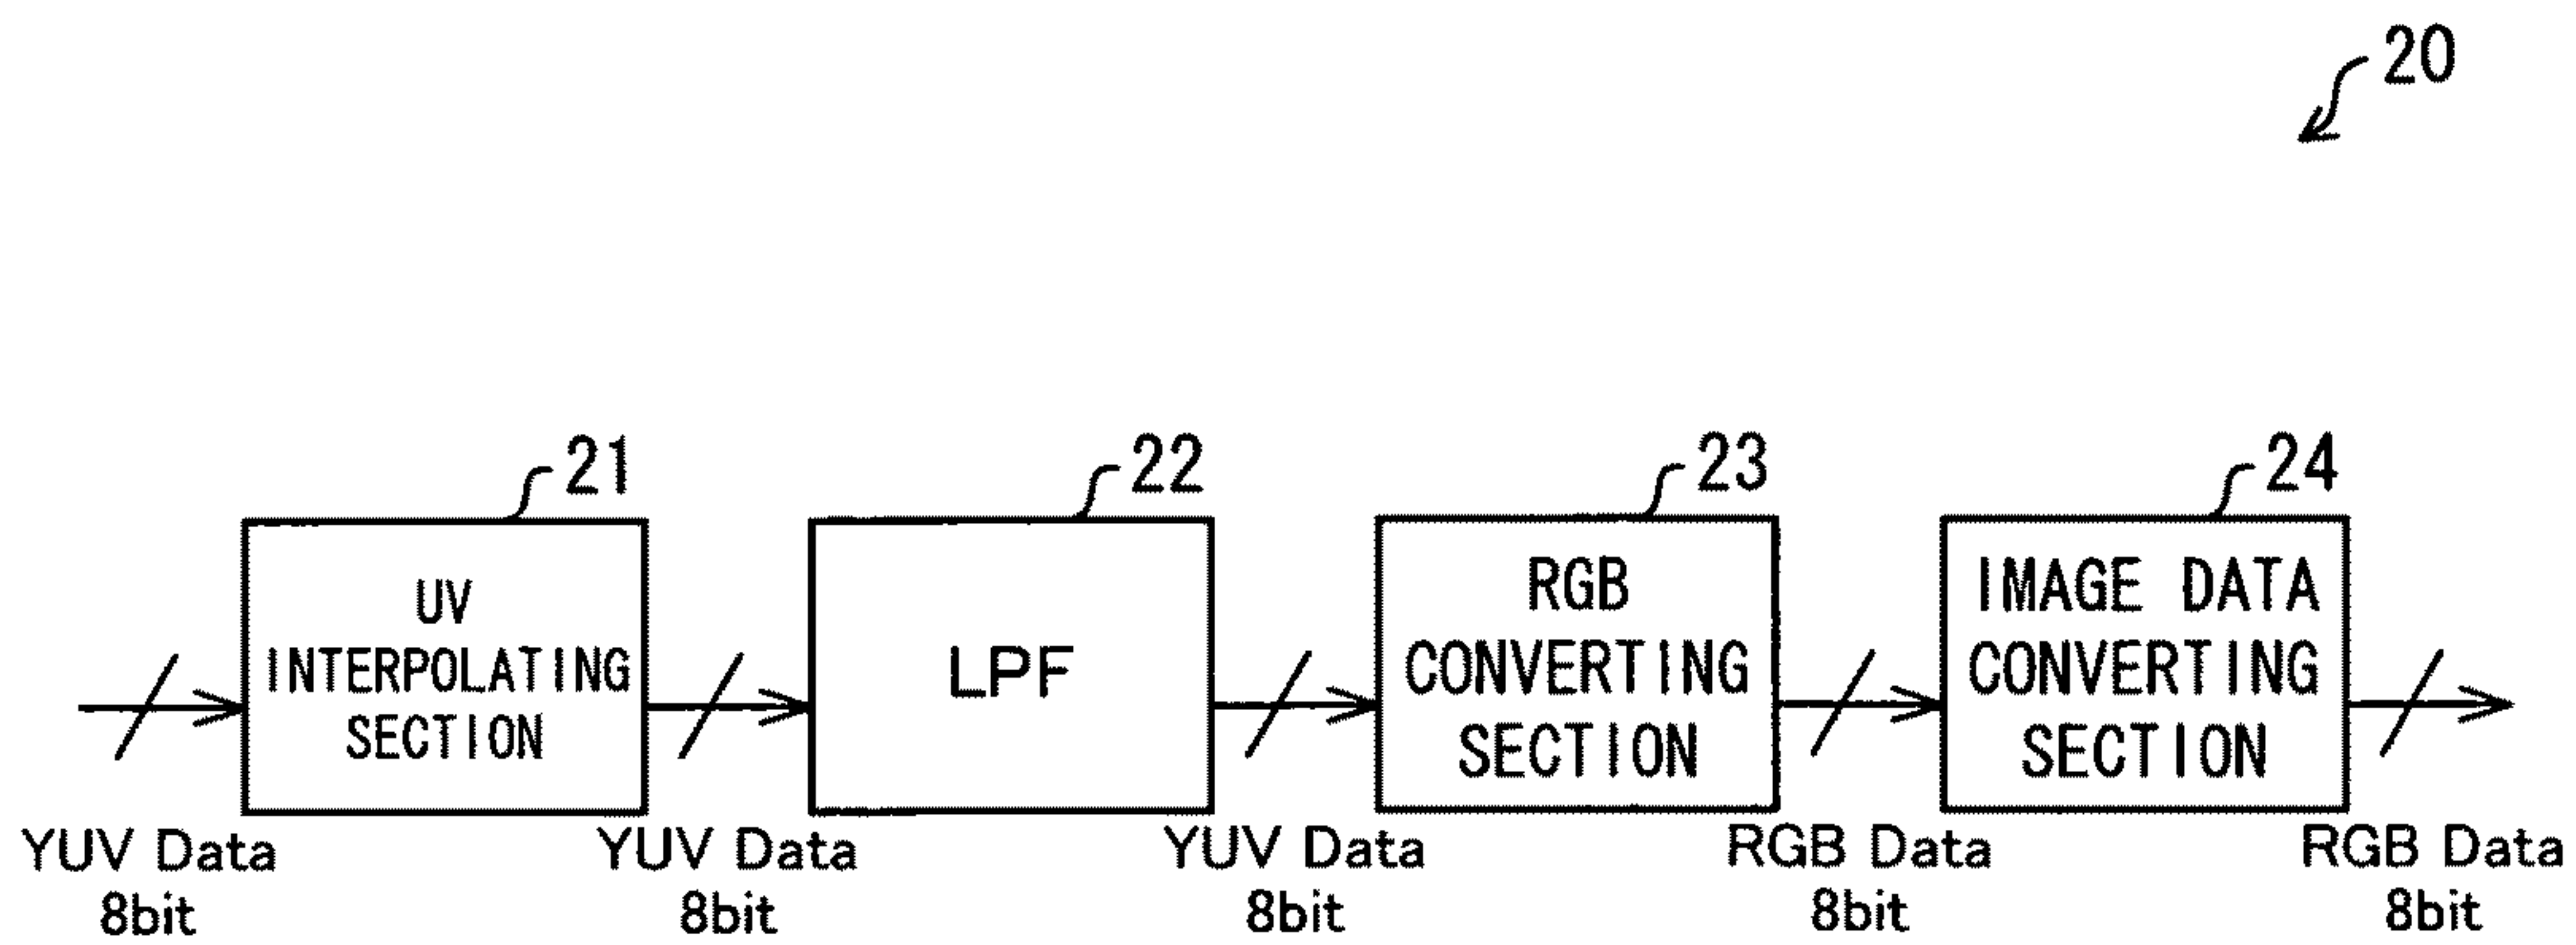 20
21
22
23
24
UV
INTERPOLATING
SECTION
LPF
RGB
CONVERTING
SECTION
IMAGE DATA
CONVERTING
SECTION
YUV Data
8bit
YUV Data
8bit
YUV Data
8bit
RGB Data
8bit
RGB Data
8bit